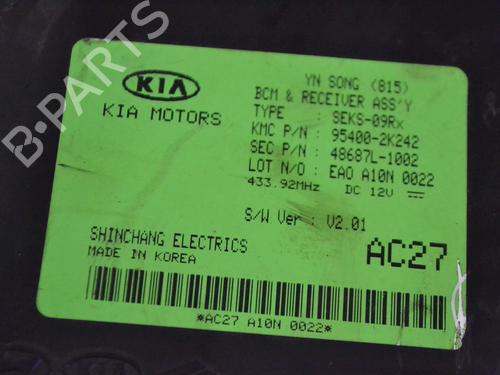 B-PARTS
KIA
KIA MOTORS
YN SONG (815)
BCM & RECEIVER ASS'Y
TYPE : SEKS-09Rx
KMC P/N : 95400-2K242
SEC P/N : 48687L-1002
LOT N/O : EAO A10N 0022
433.92MHz DC 12V
S/W Ver : V2.01
SHINCHANG ELECTRICS
MADE IN KOREA
AC27
*AC27 A10N 0022*